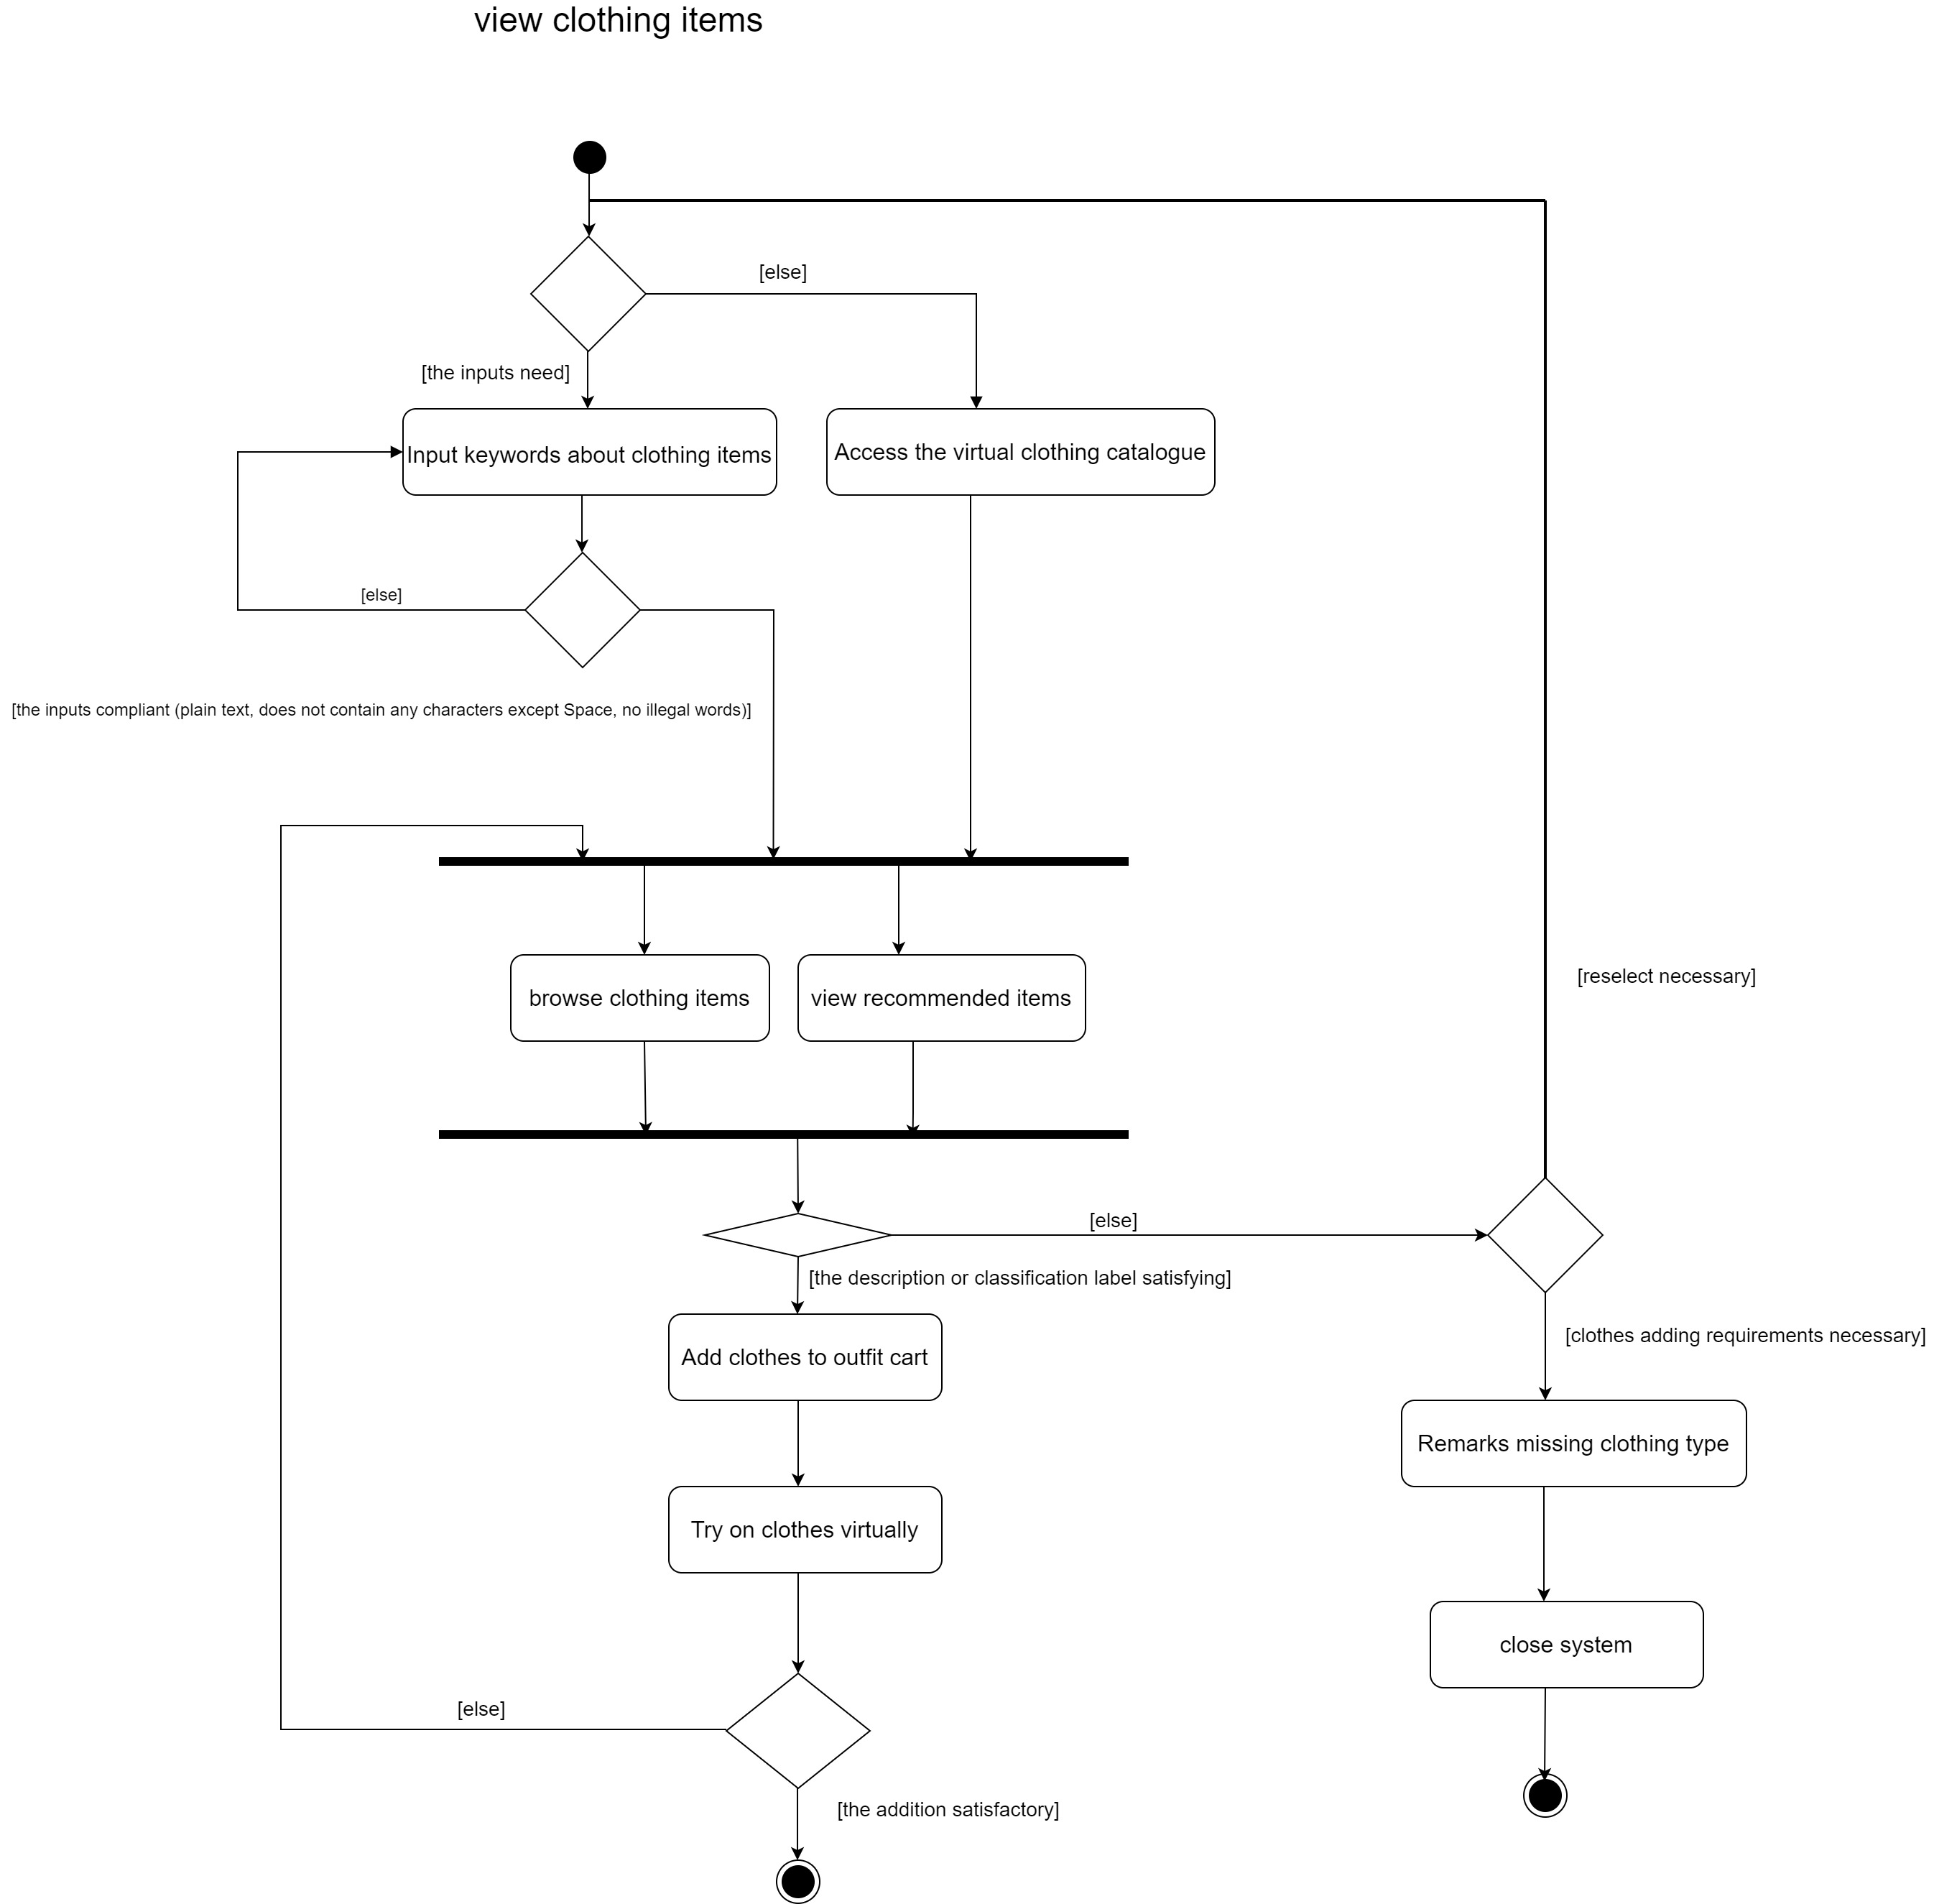 view clothing items
[else]
[the inputs need]
Input keywords about clothing items
Access the virtual clothing catalogue
[else]
[the inputs compliant (plain text, does not contain any characters except Space, no illegal words)]
browse clothing items
view recommended items
[reselect necessary]
[else]
[the description or classification label satisfying]
[clothes adding requirements necessary]
Add clothes to outfit cart
Remarks missing clothing type
Try on clothes virtually
close system
[else]
[the addition satisfactory]